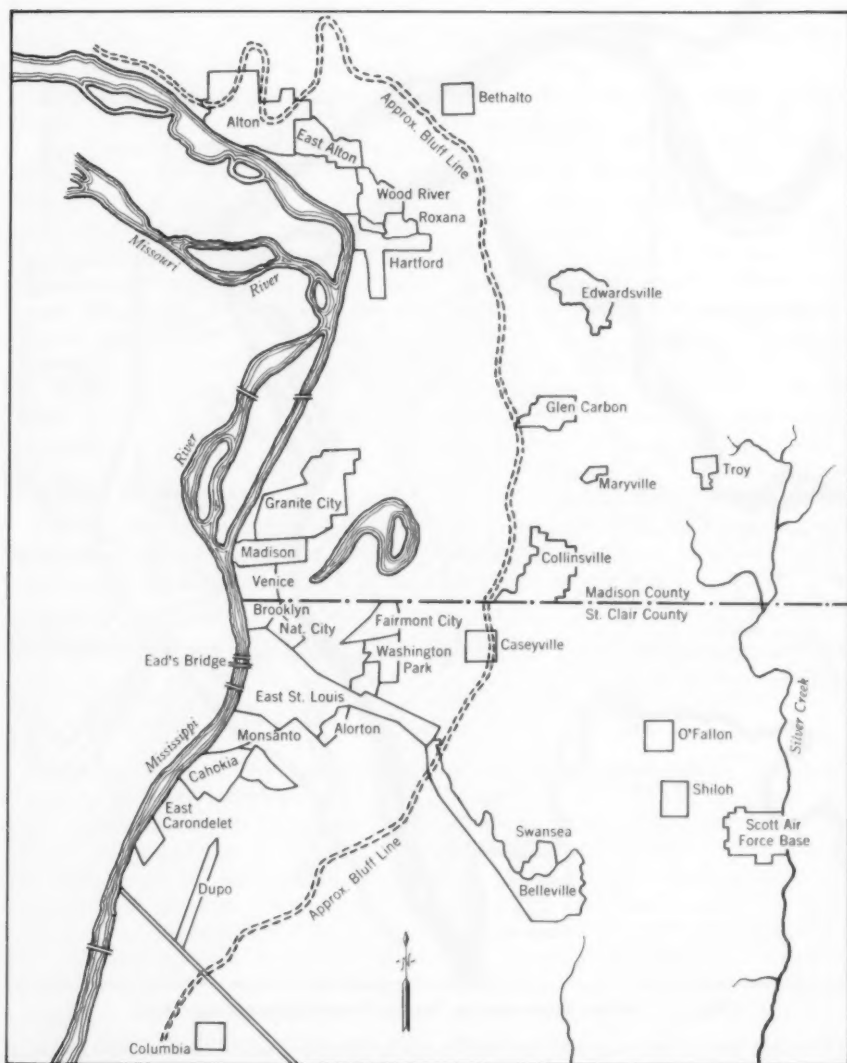 Bethalto
Approx. Bluff Line
Alton
East Alton
Wood River
Roxana
Hartford
Missouri
River
Edwardsville
Glen Carbon
River
Maryville
Troy
Granite City
Madison
Collinsville
Venice
Madison County
St. Clair County
Brooklyn
Nat. City
Fairmont City
Washington
Park
Caseyville
Ead's Bridge
East St. Louis
Alorton
Monsanto
Mississippi
Cahokia
O'Fallon
Silver Creek
Shiloh
East
Carondelet
Scott Air
Force Base
Swansea
Belleville
Dupo
Approx. Bluff Line
N
Columbia